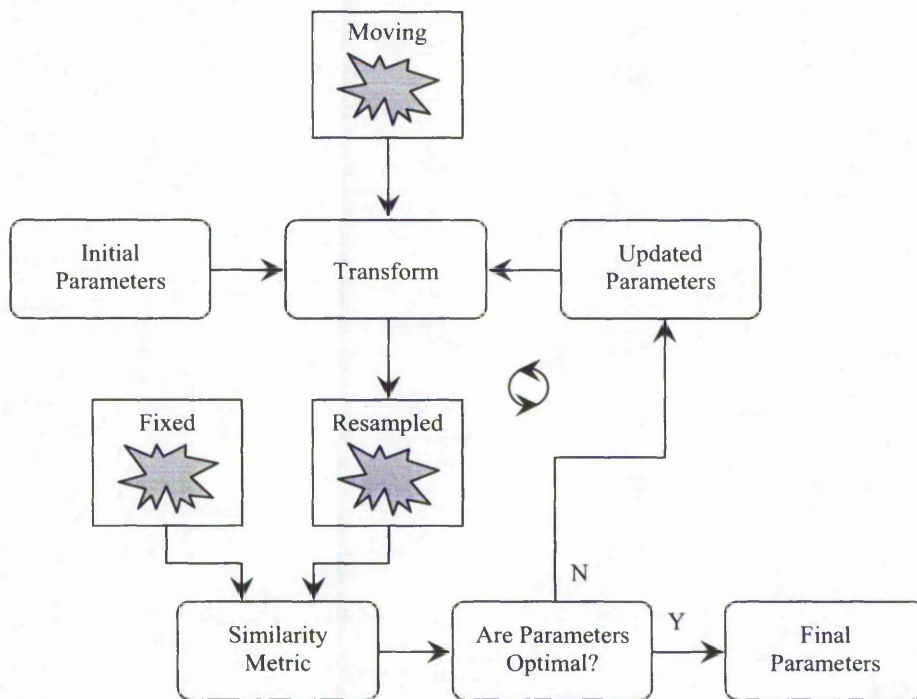 Moving
Initial
Parameters
Transform
Updated
Parameters
Fixed
Resampled
N
Similarity
Metric
Are Parameters
Optimal?
Y
Final
Parameters